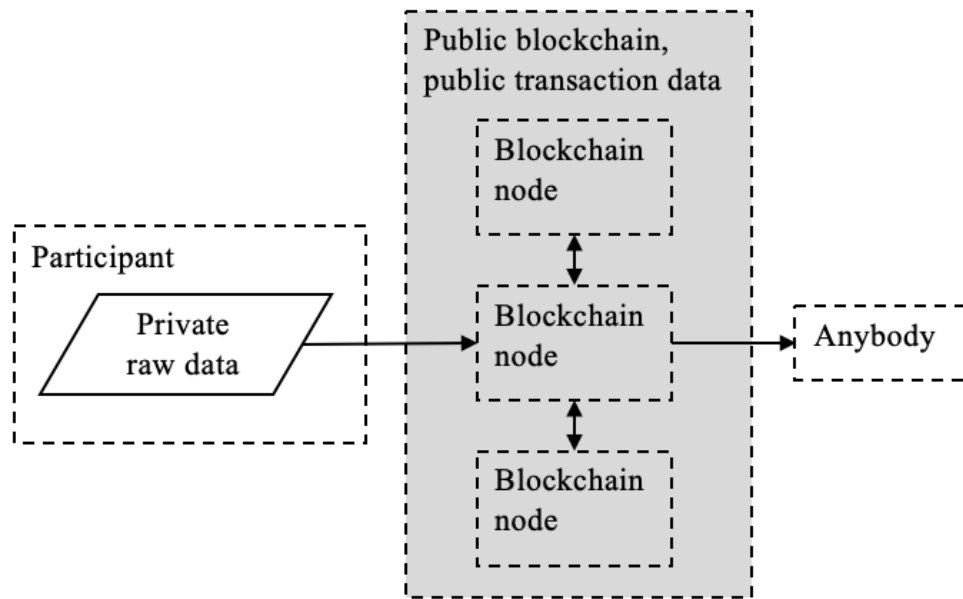 Public blockchain,
public transaction data
Blockchain
node
Participant
Private
raw data
Blockchain
node
Anybody
Blockchain
node